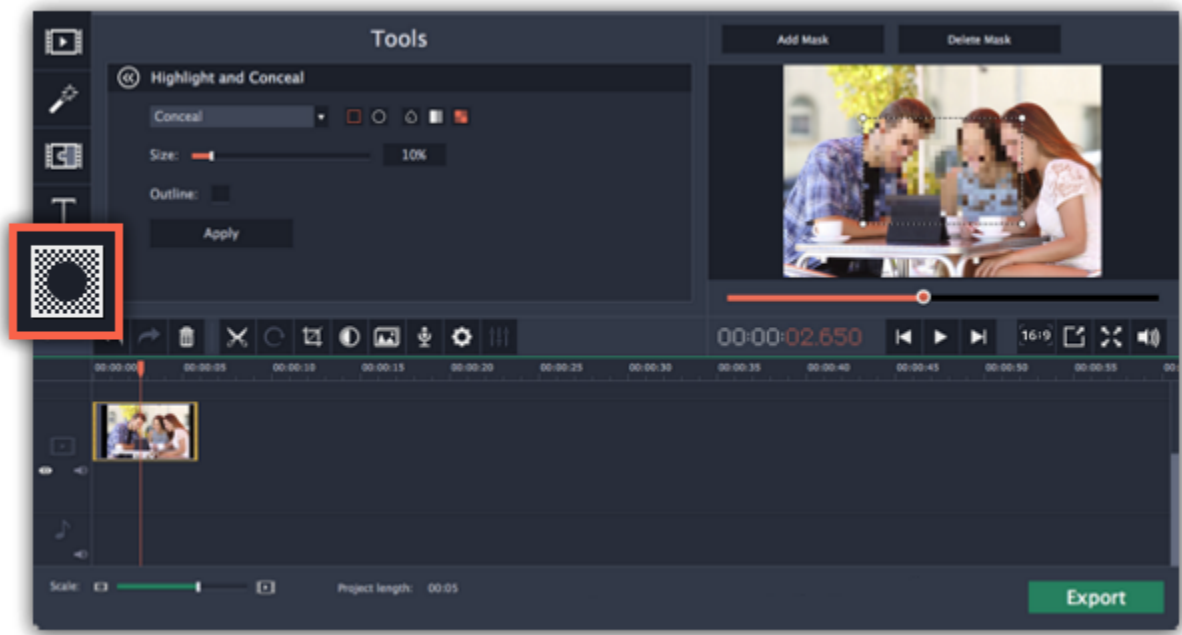 Tools
Add Mask
Delete Mask
Highlight and Conceal
Conceal
Size:
10%
Outline:
T
Apply
00:00:02.650
16:9
00:00:00
00:00:05
00:00:10
00:00:15
00:00:20
00:00:25
00:00:30
00:00:35
00:00:40
00:00:45
00:00:50
00:00:55
00:
Scale:
Project length: 00:05
Export